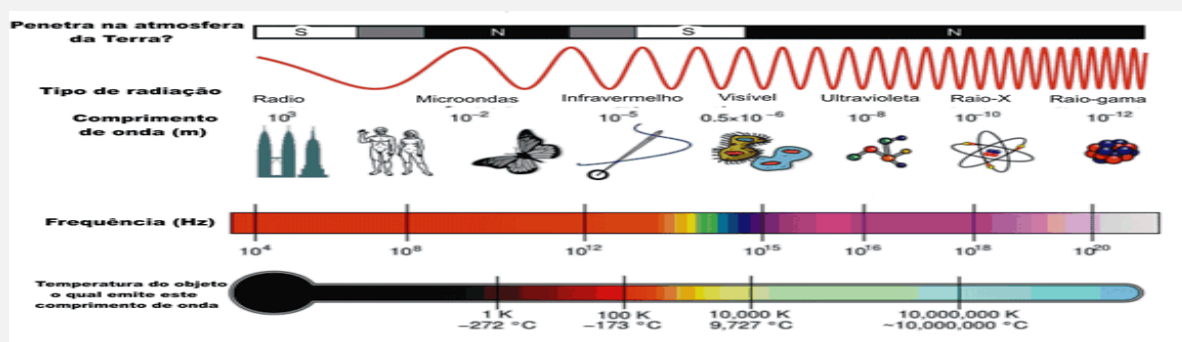 Penetra na atmosfera
da Terra?
S N S N
Tipo de radiação
Radio Microondas Infravermelho Visível Ultravioleta Raio-X Raio-gama
Comprimento
de onda (m)
10³ 10⁻² 10⁻⁵ 0.5×10⁻⁶ 10⁻⁸ 10⁻¹⁰ 10⁻¹²
Frequência (Hz)
10⁴ 10⁸ 10¹² 10¹⁵ 10¹⁶ 10¹⁸ 10²⁰
Temperatura do objeto
o qual emite este
comprimento de onda
1 K 100 K 10,000 K 10,000,000 K
−272 °C −173 °C 9,727 °C ~10,000,000 °C